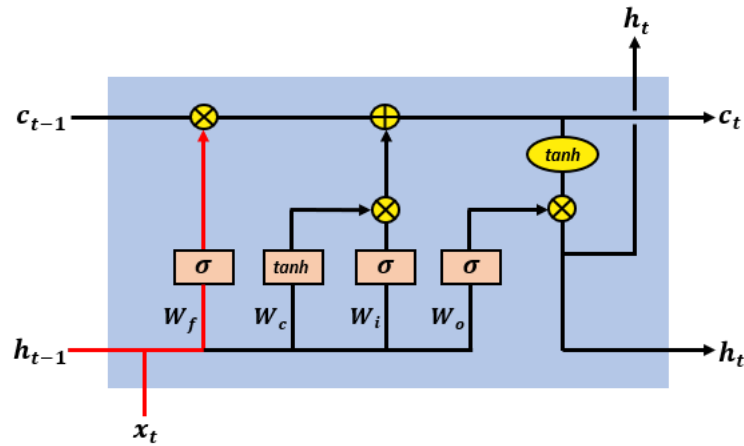 h_t
c_{t-1}
c_t
tanh
σ tanh σ σ
W_f W_c W_i W_o
h_{t-1}
h_t
x_t